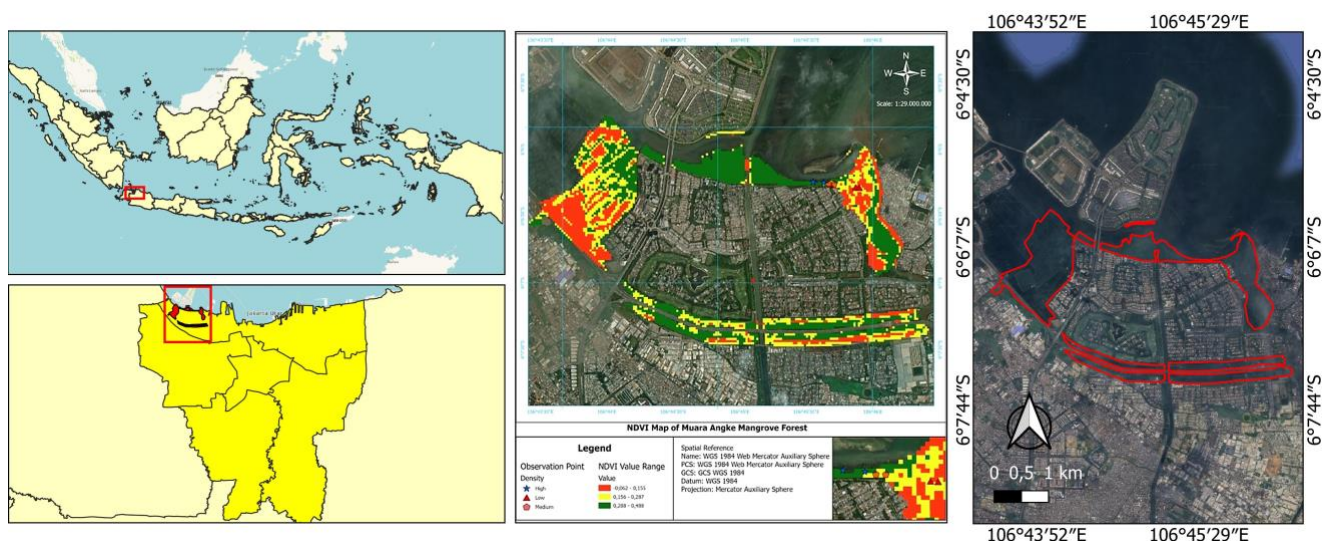 N
W E
S
Scale: 1:29.000.000
NDVI Map of Muara Angke Mangrove Forest
Legend
Observation Point
Density
High
Low
Medium
NDVI Value Range
Value
-0,062 - 0,155
0,156 - 0,287
0,288 - 0,498
Spatial Reference
Name: WGS 1984 Web Mercator Auxiliary Sphere
PCS: WGS 1984 Web Mercator Auxiliary Sphere
GCS: GCS WGS 1984
Datum: WGS 1984
Projection: Mercator Auxiliary Sphere
106°43′52″E 106°45′29″E
6°4′30″S 6°4′30″S
6°6′7″S 6°6′7″S
6°7′44″S 6°7′44″S
0 0,5 1 km
106°43′52″E 106°45′29″E